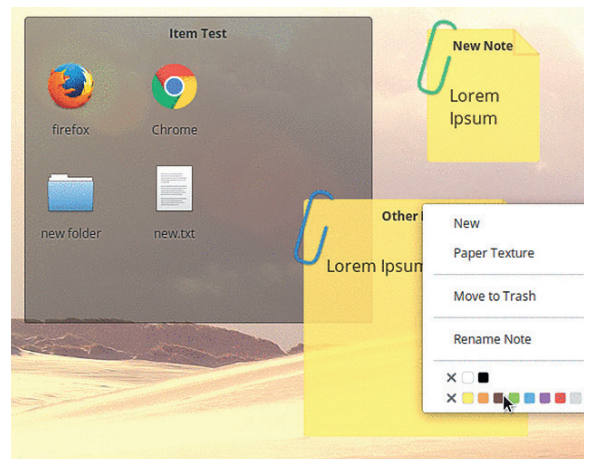 Item Test
firefox
Chrome
new folder
new.txt
New Note
Lorem
Ipsum
Other
Lorem Ipsum
New
Paper Texture
Move to Trash
Rename Note